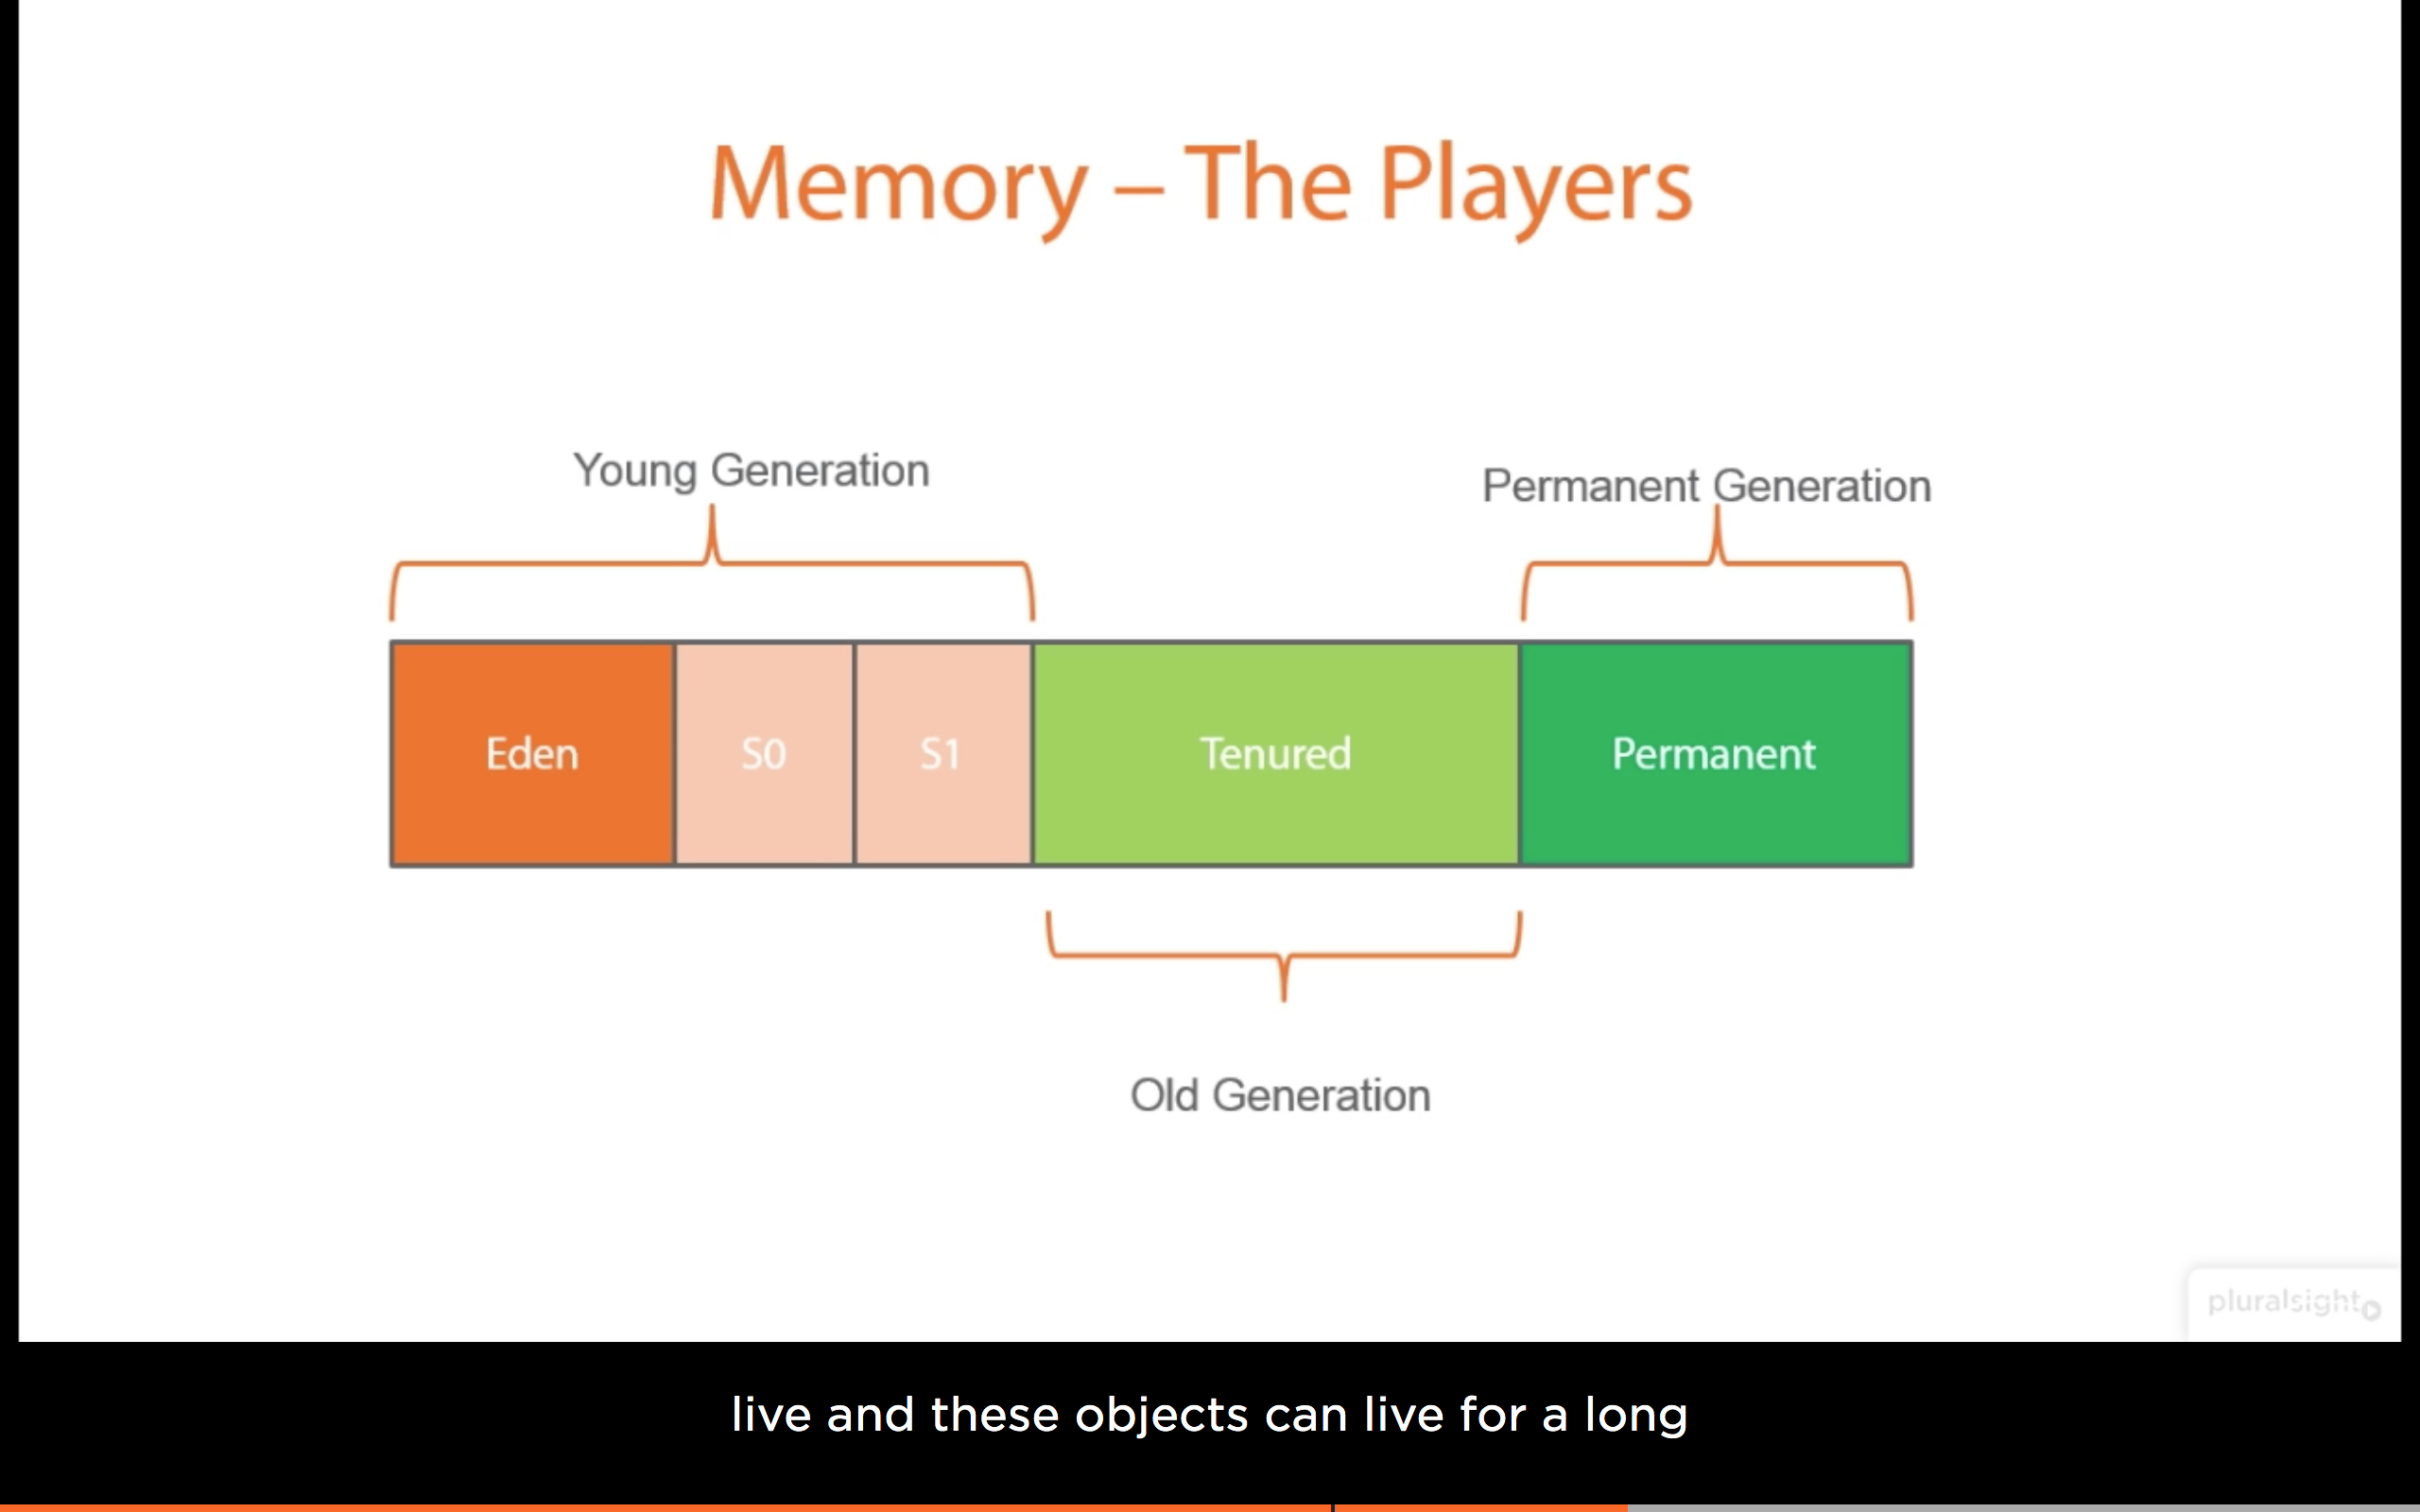 Memory – The Players
Young Generation
Permanent Generation
Eden
S0
S1
Tenured
Permanent
Old Generation
pluralsight
live and these objects can live for a long